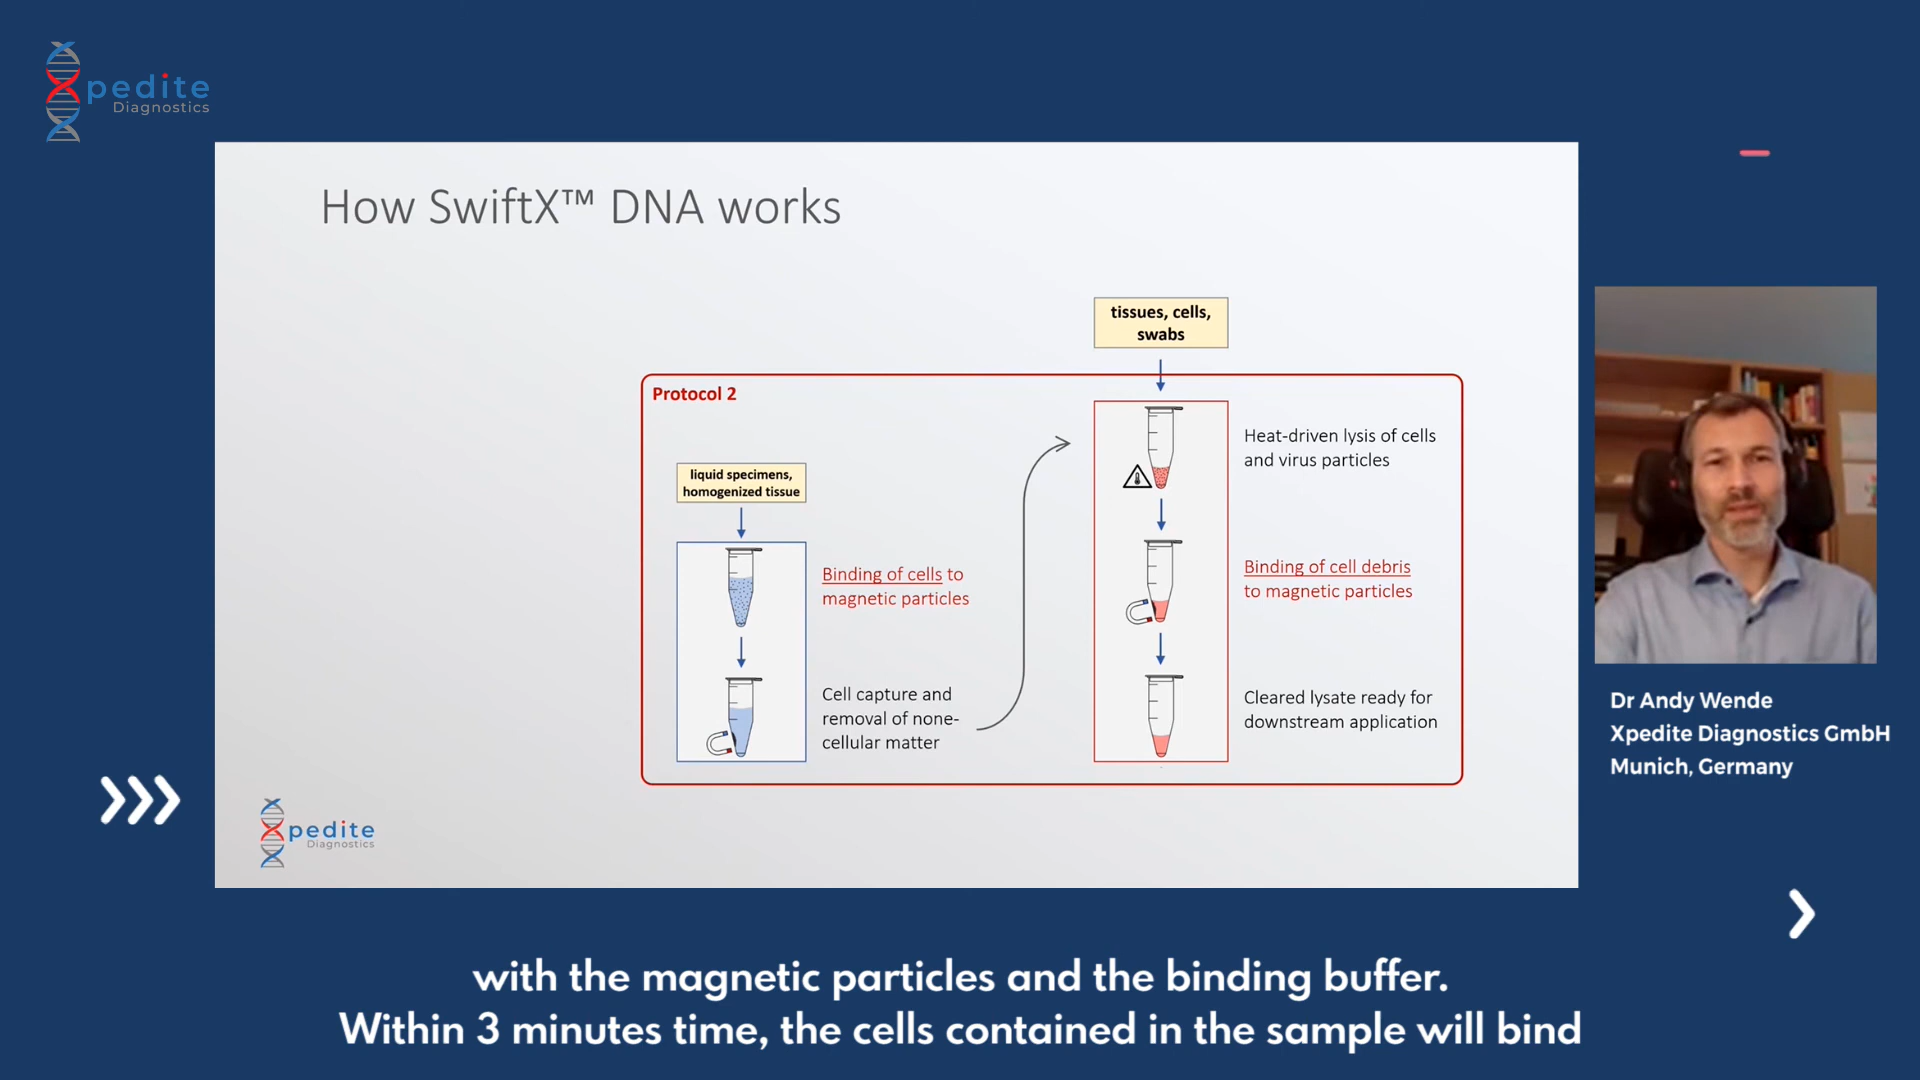 Xpedite
Diagnostics
How SwiftX™ DNA works
tissues, cells,
swabs
Protocol 2
liquid specimens,
homogenized tissue
Binding of cells to
magnetic particles
Cell capture and
removal of none-
cellular matter
Heat-driven lysis of cells
and virus particles
Binding of cell debris
to magnetic particles
Cleared lysate ready for
downstream application
Xpedite
Diagnostics
Dr Andy Wende
Xpedite Diagnostics GmbH
Munich, Germany
with the magnetic particles and the binding buffer.
Within 3 minutes time, the cells contained in the sample will bind